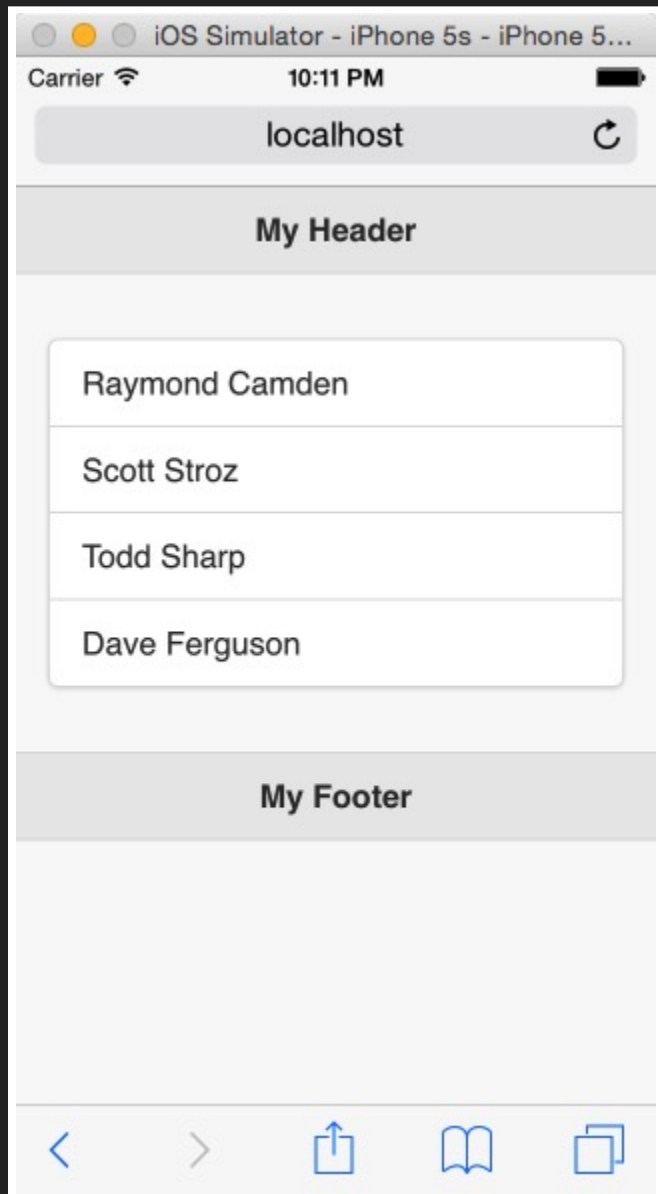 iOS Simulator - iPhone 5s - iPhone 5...
Carrier 10:11 PM
localhost
My Header
Raymond Camden
Scott Stroz
Todd Sharp
Dave Ferguson
My Footer